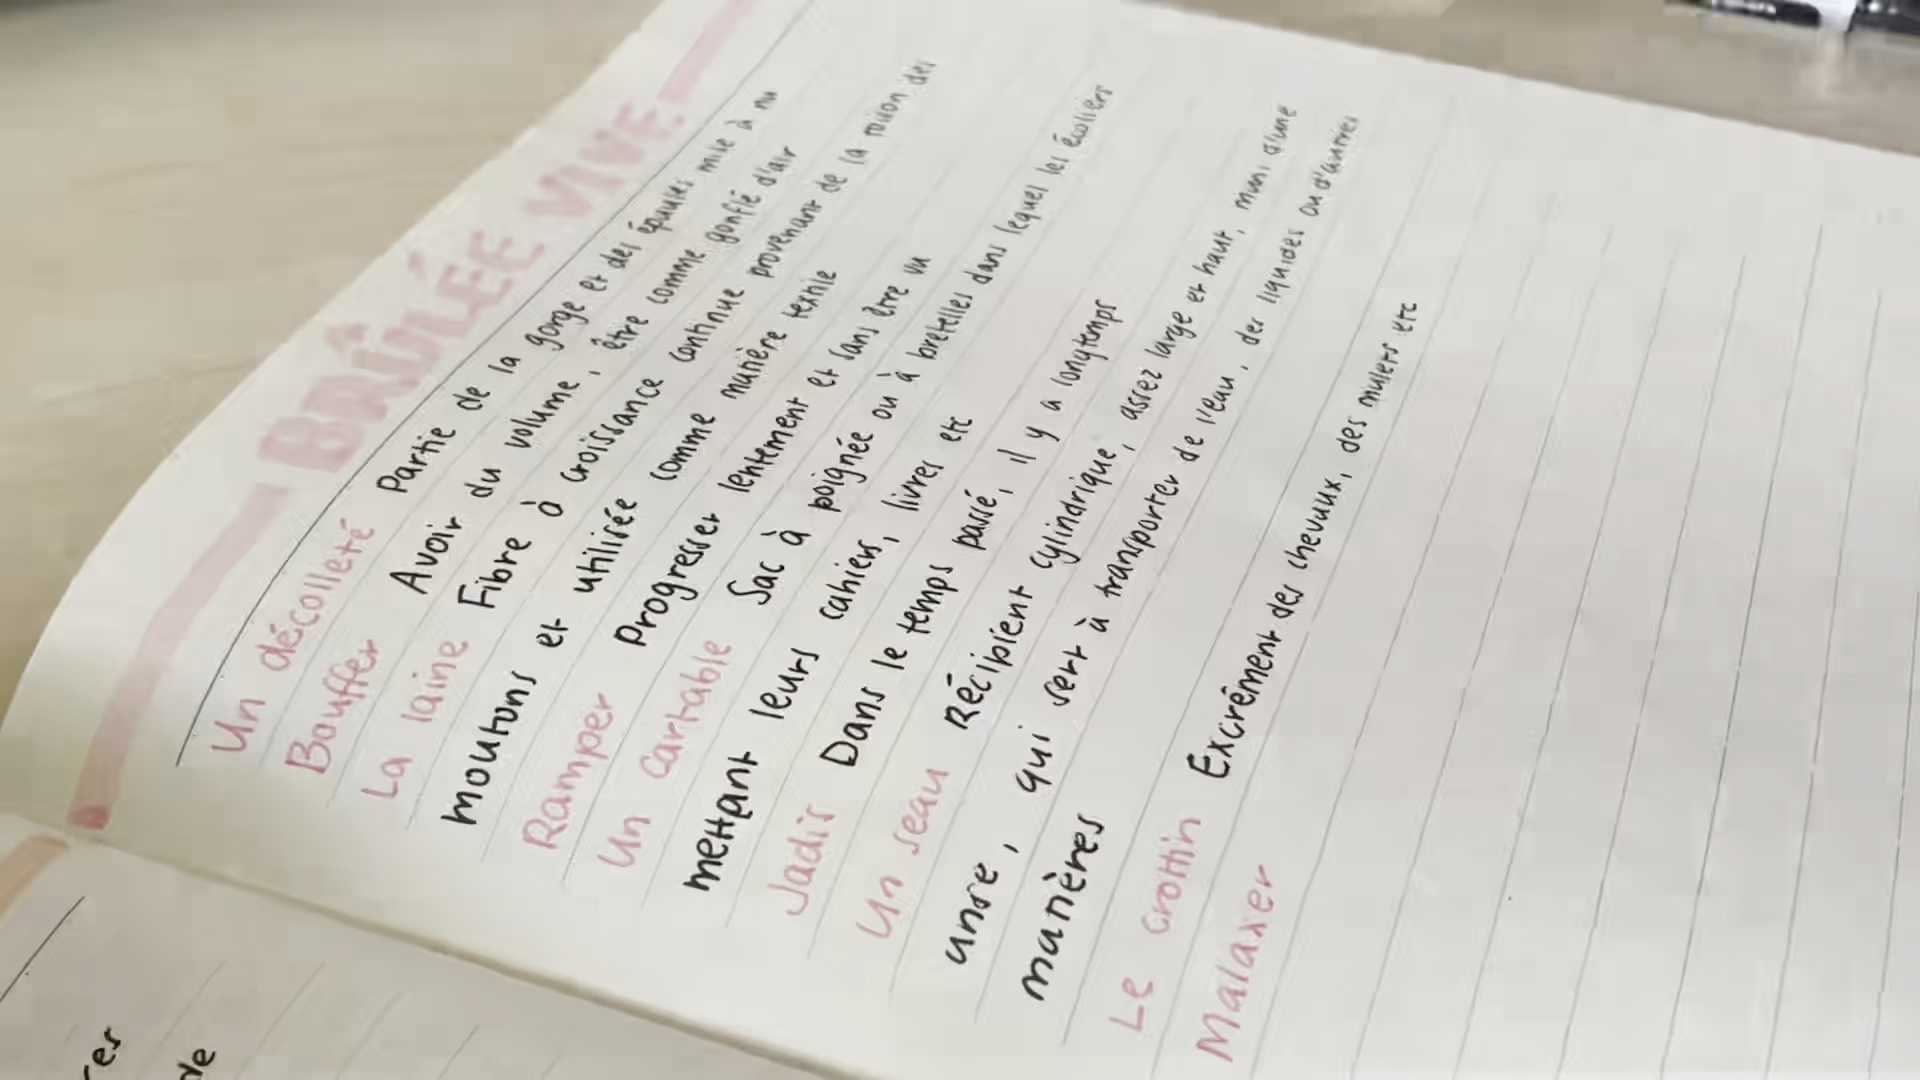 BRÛLÉE VIVE
Un décolleté Partie de la gorge et des épaules mise à nu
Bouffer Avoir du volume, être comme gonflé d'air
La laine Fibre à croissance continue provenant de la toison des
moutons et utilisée comme matière textile
Ramper Progresser lentement et sans être vu
Un cartable Sac à poignée ou à bretelles dans lequel les écoliers
mettant leurs cahiers, livres etc
Jadis Dans le temps passé, il y a longtemps
Un seau Récipient cylindrique, assez large et haut, muni d'une
anse, qui sert à transporter de l'eau, des liquides ou d'autres
matières
Le crottin Excrément des chevaux, des mulets etc
Malaxer
res
de